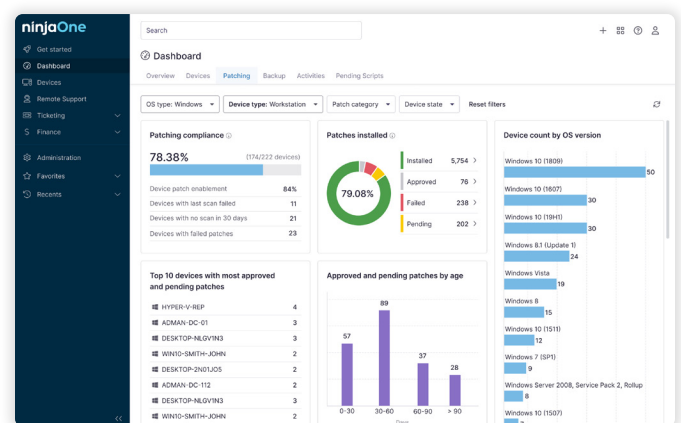 ninjaOne
Get started
Dashboard
Devices
Remote Support
Ticketing
Finance
Administration
Favorites
Recents
Search
Dashboard
Overview Devices Patching Backup Activities Pending Scripts
OS type: Windows Device type: Workstation Patch category Device state Reset filters
Patching compliance
78.38% (174/222 devices)
Device patch enablement 84%
Devices with last scan failed 11
Devices with no scan in 30 days 21
Devices with failed patches 23
Patches installed
79.08%
Installed 5,754
Approved 76
Failed 238
Pending 202
Device count by OS version
Windows 10 (1809)
50
Windows 10 (1607)
30
Windows 10 (19H1)
30
Windows 8.1 (Update 1)
24
Windows Vista
19
Windows 8
15
Windows 10 (1511)
12
Windows 7 (SP1)
9
Windows Server 2008, Service Pack 2, Rollup
8
Windows 10 (1507)
Top 10 devices with most approved
and pending patches
HYPER-V-REP 4
ADMAN-DC-01 3
DESKTOP-NLGV1N3 3
WIN10-SMITH-JOHN 2
DESKTOP-2N01JO5 2
ADMAN-DC-112 2
DESKTOP-NLGV1N3 2
WIN10-SMITH-JOHN 2
Approved and pending patches by age
57
89
37
28
0-30 30-60 60-90 > 90